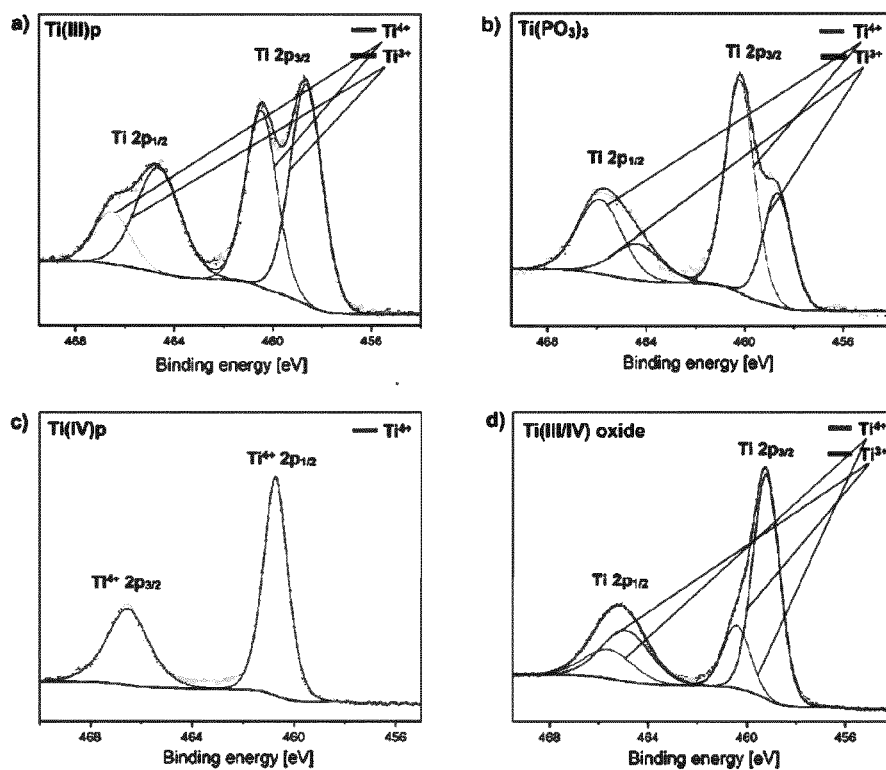 a)
Ti(III)p
Ti⁴⁺
Ti³⁺
Ti 2p₃/₂
Ti 2p₁/₂
468 464 460 456
Binding energy [eV]
b)
Ti(PO₃)₃
Ti⁴⁺
Ti³⁺
Ti 2p₃/₂
Ti 2p₁/₂
468 464 460 456
Binding energy [eV]
c)
Ti(IV)p
Ti⁴⁺
Ti⁴⁺ 2p₁/₂
Ti⁴⁺ 2p₃/₂
468 460 456
Binding energy [eV]
d)
Ti(III/IV) oxide
Ti⁴⁺
Ti³⁺
Ti 2p₃/₂
Ti 2p₁/₂
468 464 460 456
Binding energy [eV]